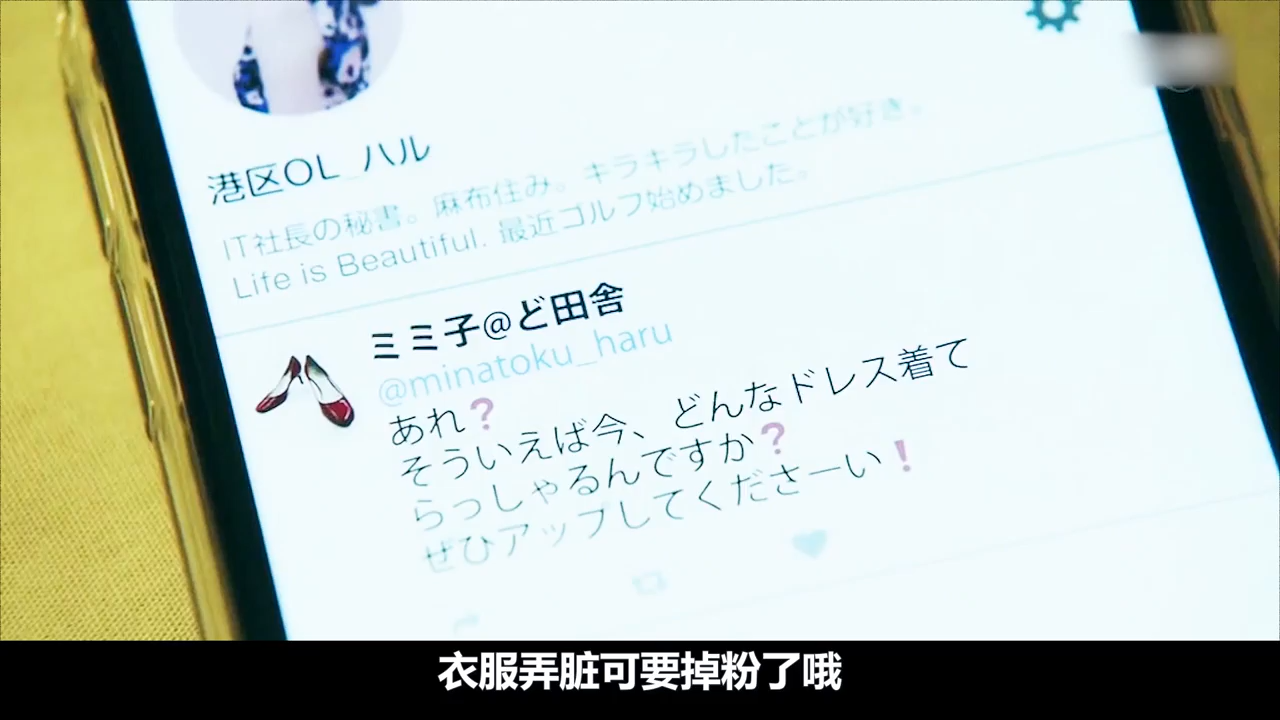 港区OL_ハル
IT社長の秘書。麻布住み。キラキラしたことが好き。
Life is Beautiful. 最近ゴルフ始めました。
ミミ子@ど田舎
@minatoku_haru
あれ❓
そういえば今、どんなドレス着て
らっしゃるんですか❓
ぜひアップしてくださーい❗
衣服弄脏可要掉粉了哦